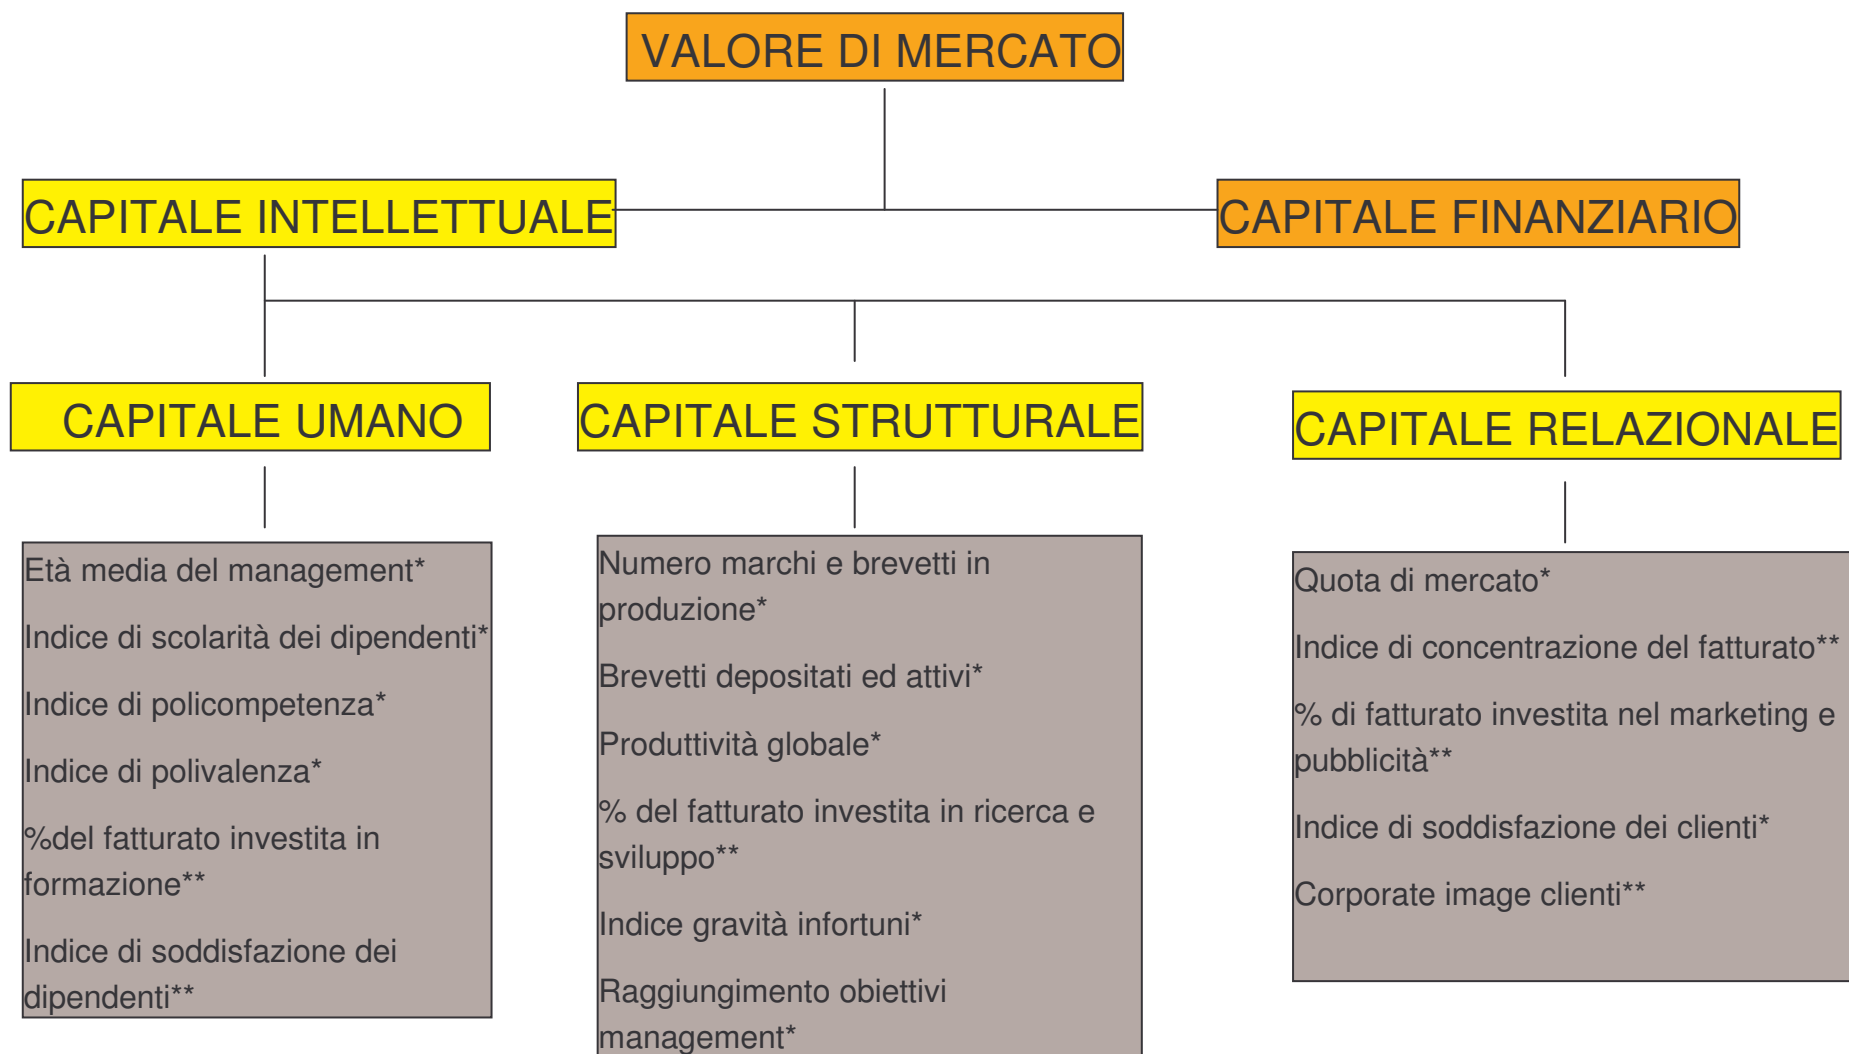 VALORE DI MERCATO
CAPITALE INTELLETTUALE
CAPITALE FINANZIARIO
CAPITALE UMANO
CAPITALE STRUTTURALE
CAPITALE RELAZIONALE
Età media del management*
Indice di scolarità dei dipendenti*
Indice di policompetenza*
Indice di polivalenza*
%del fatturato investita in
formazione**
Indice di soddisfazione dei
dipendenti**
Numero marchi e brevetti in
produzione*
Brevetti depositati ed attivi*
Produttività globale*
% del fatturato investita in ricerca e
sviluppo**
Indice gravità infortuni*
Raggiungimento obiettivi
management*
Quota di mercato*
Indice di concentrazione del fatturato**
% di fatturato investita nel marketing e
pubblicità**
Indice di soddisfazione dei clienti*
Corporate image clienti**